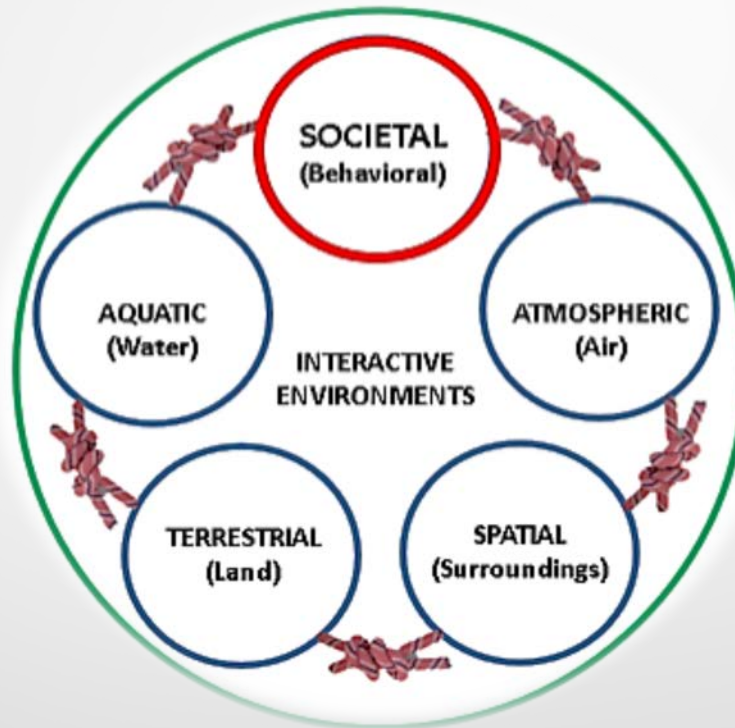 SOCIETAL
(Behavioral)
AQUATIC
(Water)
ATMOSPHERIC
(Air)
INTERACTIVE
ENVIRONMENTS
TERRESTRIAL
(Land)
SPATIAL
(Surroundings)